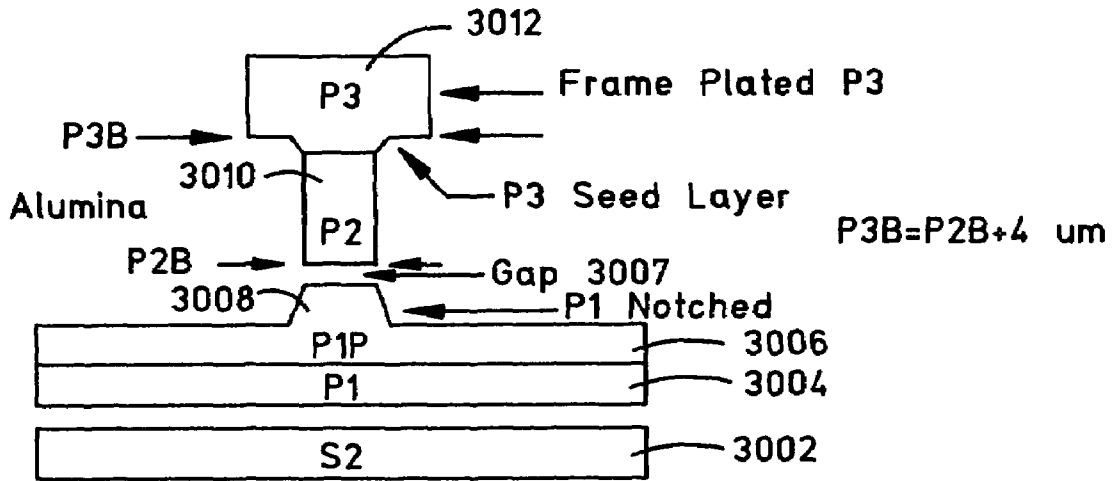 3012
P3
Frame Plated P3
P3B
3010
P3 Seed Layer
Alumina
P2
P3B=P2B+4 um
P2B
Gap 3007
3008
P1 Notched
P1P
3006
P1
3004
S2
3002